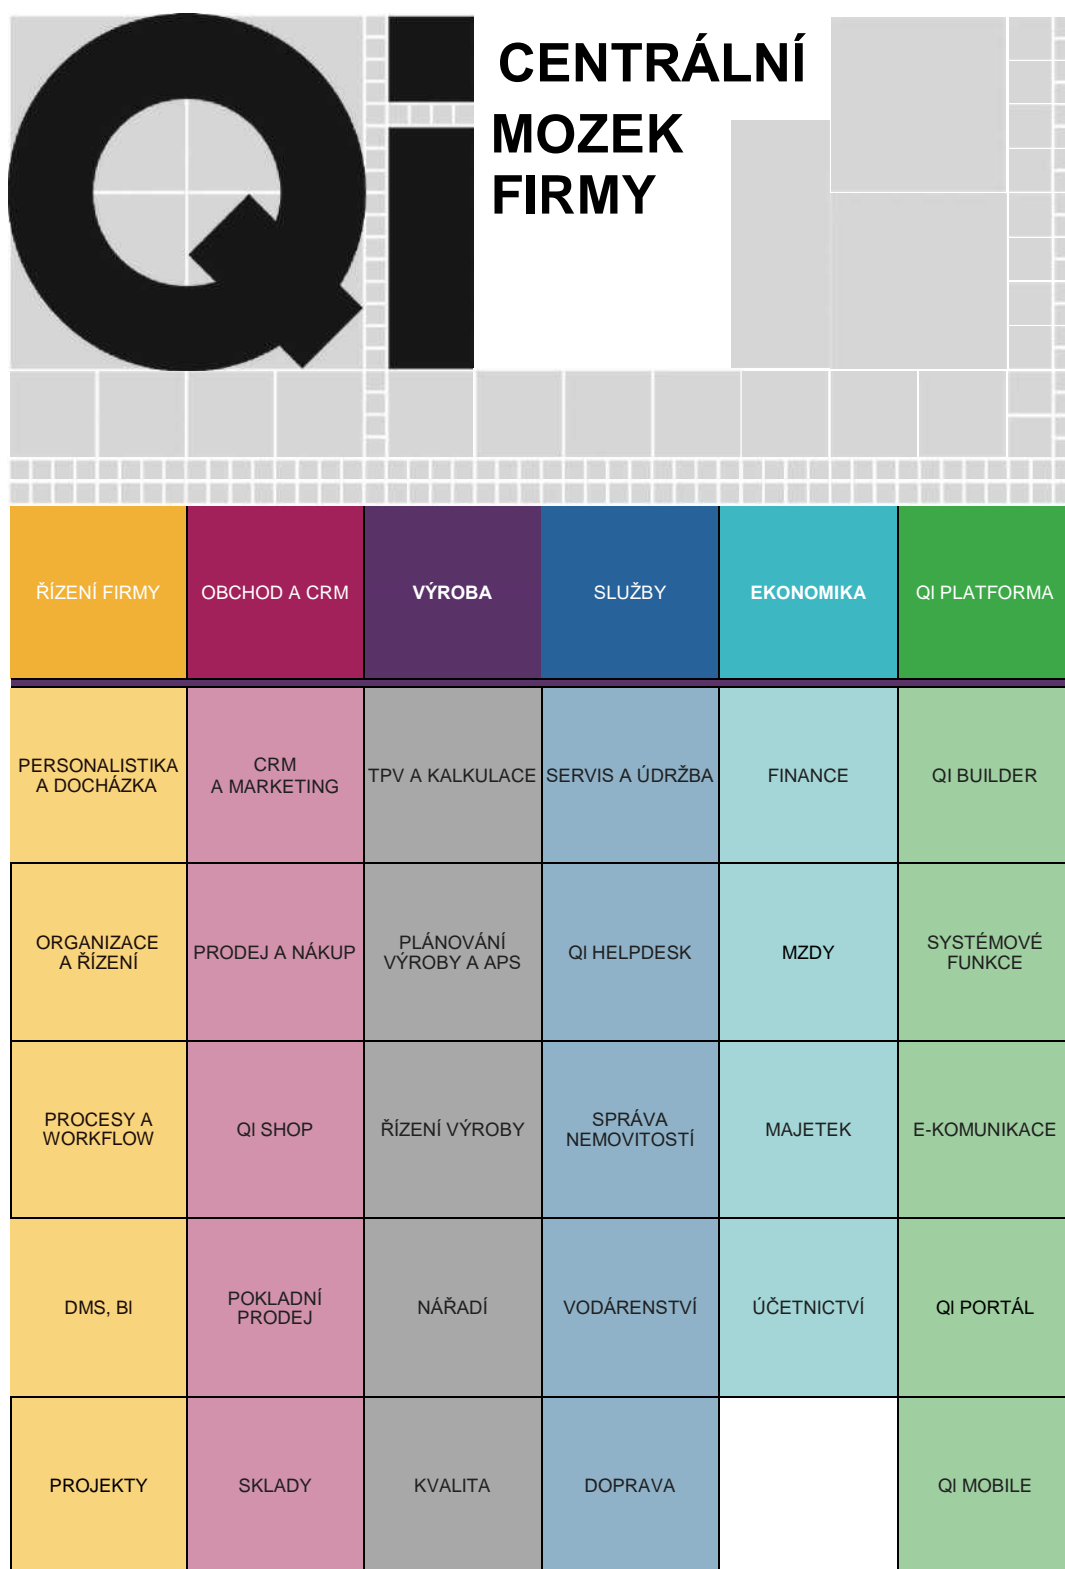 Qi
CENTRÁLNÍ
MOZEK
FIRMY
ŘÍZENÍ FIRMY
OBCHOD A CRM
VÝROBA
SLUŽBY
EKONOMIKA
QI PLATFORMA
PERSONALISTIKA
A DOCHÁZKA
CRM
A MARKETING
TPV A KALKULACE
SERVIS A ÚDRŽBA
FINANCE
QI BUILDER
ORGANIZACE
A ŘÍZENÍ
PRODEJ A NÁKUP
PLÁNOVÁNÍ
VÝROBY A APS
QI HELPDESK
MZDY
SYSTÉMOVÉ
FUNKCE
PROCESY A
WORKFLOW
QI SHOP
ŘÍZENÍ VÝROBY
SPRÁVA
NEMOVITOSTÍ
MAJETEK
E-KOMUNIKACE
DMS, BI
POKLADNÍ
PRODEJ
NÁŘADÍ
VODÁRENSTVÍ
ÚČETNICTVÍ
QI PORTÁL
PROJEKTY
SKLADY
KVALITA
DOPRAVA
QI MOBILE